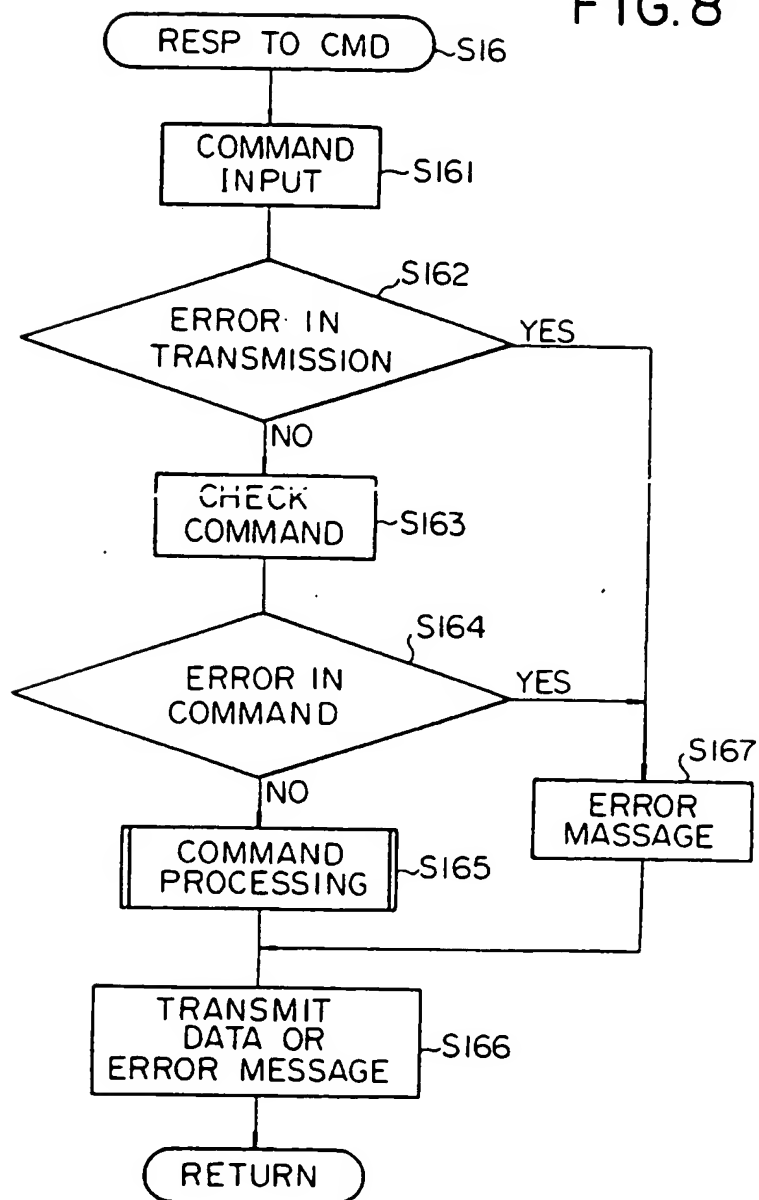 FIG. 8
RESP TO CMD
S16
COMMAND
INPUT
S161
S162
ERROR IN
TRANSMISSION
YES
NO
CHECK
COMMAND
S163
S164
ERROR IN
COMMAND
YES
NO
S167
ERROR
MASSAGE
COMMAND
PROCESSING
S165
TRANSMIT
DATA OR
ERROR MESSAGE
S166
RETURN